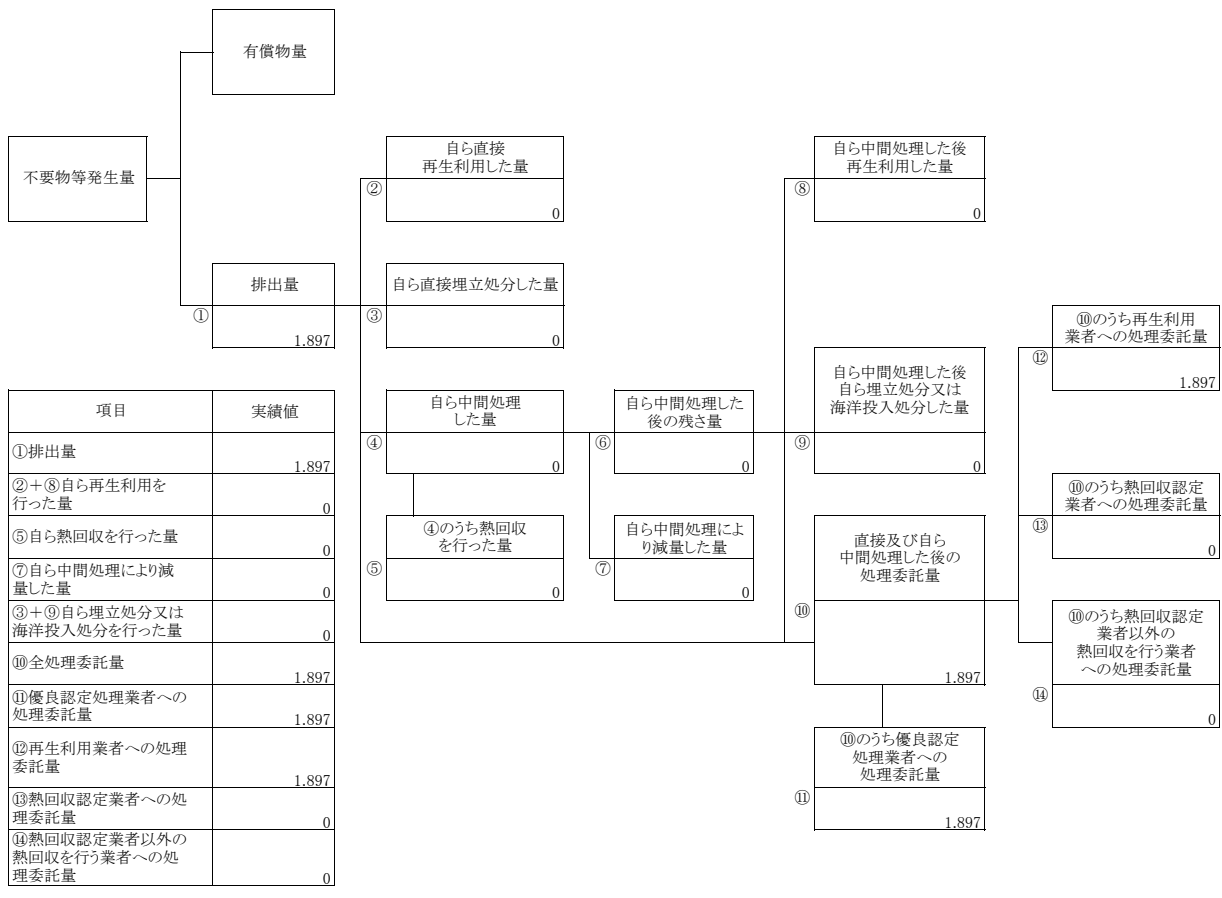 有償物量
不要物等発生量
自ら直接
再生利用した量
②
0
自ら中間処理した後
再生利用した量
⑧
0
排出量
①
1.897
自ら直接埋立処分した量
③
0
⑩のうち再生利用
業者への処理委託量
⑫
1.897
自ら中間処理した後
自ら埋立処分又は
海洋投入処分した量
⑨
0
自ら中間処理
した量
④
0
自ら中間処理した
後の残さ量
⑥
0
⑩のうち熱回収認定
業者への処理委託量
⑬
0
④のうち熱回収
を行った量
⑤
0
自ら中間処理によ
り減量した量
⑦
0
直接及び自ら
中間処理した後の
処理委託量
⑩
1.897
⑩のうち熱回収認定
業者以外の
熱回収を行う業者
への処理委託量
⑭
0
⑩のうち優良認定
処理業者への
処理委託量
⑪
1.897
項目 実績値
①排出量
1.897
②＋⑧自ら再生利用を
行った量
0
⑤自ら熱回収を行った量
0
⑦自ら中間処理により減
量した量
0
③＋⑨自ら埋立処分又は
海洋投入処分を行った量
0
⑩全処理委託量
1.897
⑪優良認定処理業者への
処理委託量
1.897
⑫再生利用業者への処理
委託量
1.897
⑬熱回収認定業者への処
理委託量
0
⑭熱回収認定業者以外の
熱回収を行う業者への処
理委託量
0